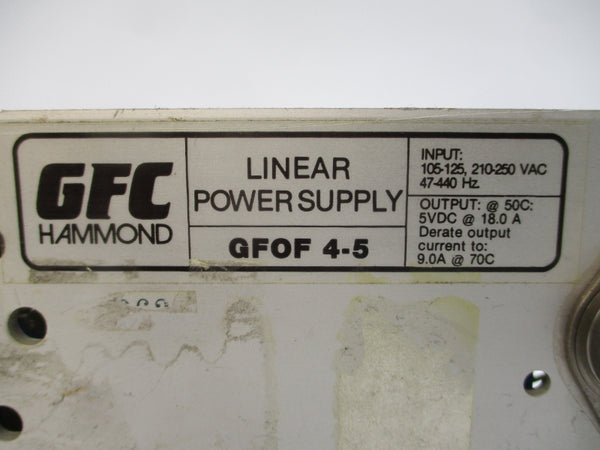 GFC
HAMMOND
LINEAR
POWER SUPPLY
GFOF 4-5
INPUT:
105-125, 210-250 VAC
47-440 Hz.
OUTPUT: @ 50C:
5VDC @ 18.0 A
Derate output
current to:
9.0A @ 70C